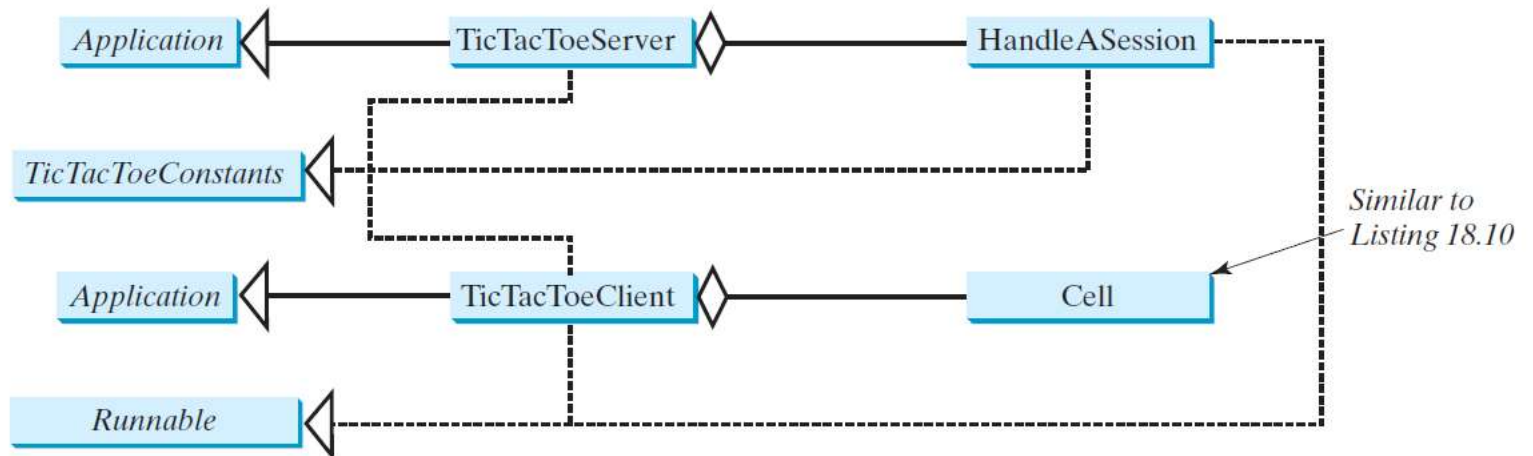 Application
TicTacToeServer
HandleASession
TicTacToeConstants
Similar to
Listing 18.10
Application
TicTacToeClient
Cell
Runnable